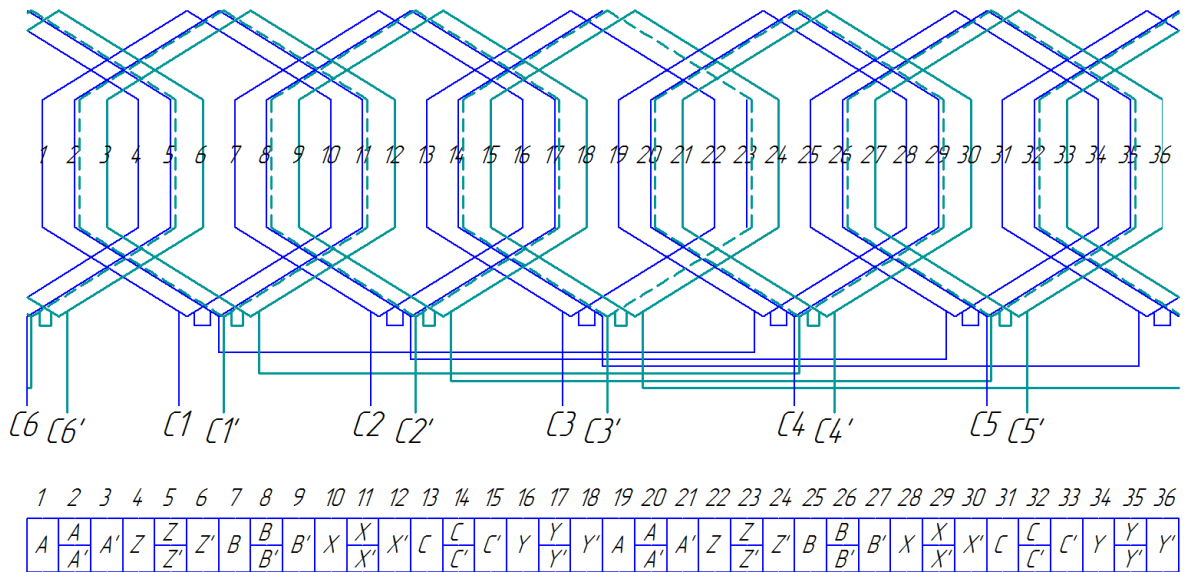 1 2 3 4 5 6 7 8 9 10 11 12 13 14 15 16 17 18 19 20 21 22 23 24 25 26 27 28 29 30 31 32 33 34 35 36
C6 C6' C1 C1' C2 C2' C3 C3' C4 C4' C5 C5'
1 2 3 4 5 6 7 8 9 10 11 12 13 14 15 16 17 18 19 20 21 22 23 24 25 26 27 28 29 30 31 32 33 34 35 36
A Z B X C Y A Z B X C Y
A A' Z Z' B B' X X' C C' Y Y' A A' Z Z' B B' X X' C C' Y Y'
A' Z' B' X' C' Y' A' Z' B' X' C' Y'